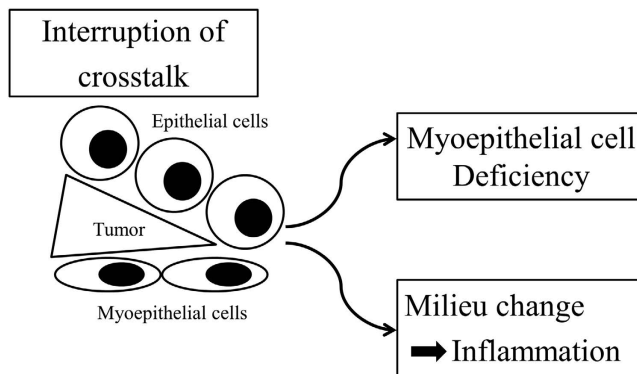 Interruption of
crosstalk
Epithelial cells
Tumor
Myoepithelial cells
Myoepithelial cell
Deficiency
Milieu change
Inflammation